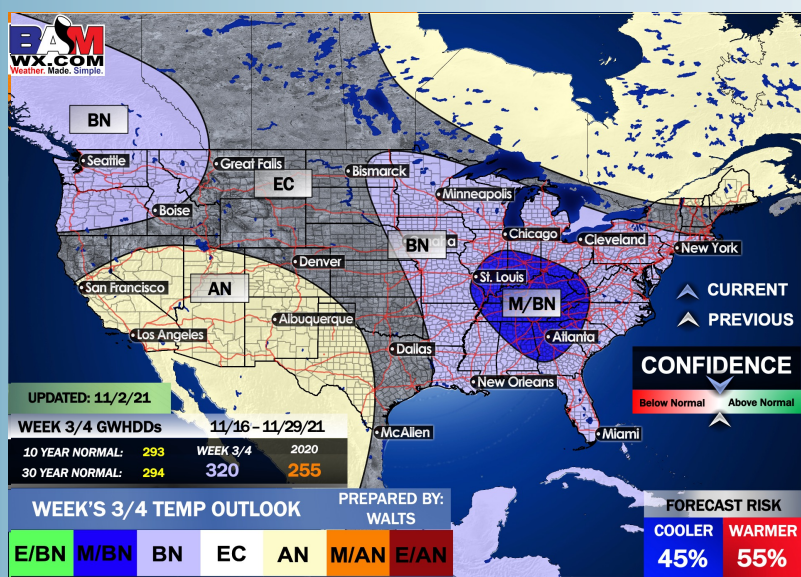 BAM
WX.COM
Weather. Made. Simple.
BN
Seattle
Great Falls
EC
Boise
Bismarck
Minneapolis
BN
Chicago
Cleveland
New York
AN
Denver
San Francisco
St. Louis
M/BN
Albuquerque
Los Angeles
Atlanta
Dallas
New Orleans
McAllen
Miami
CURRENT
PREVIOUS
CONFIDENCE
Below Normal Above Normal
UPDATED: 11/2/21
WEEK 3/4 GWHDDs 11/16 – 11/29/21
10 YEAR NORMAL: 293 WEEK 3/4 2020
30 YEAR NORMAL: 294 320 255
WEEK'S 3/4 TEMP OUTLOOK
PREPARED BY:
WALTS
E/BN M/BN BN EC AN M/AN E/AN
FORECAST RISK
COOLER WARMER
45% 55%